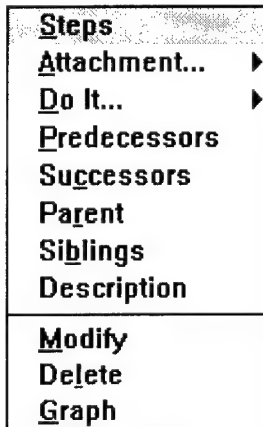 Steps
Attachment...
Do It...
Predecessors
Successors
Parent
Siblings
Description
Modify
Delete
Graph